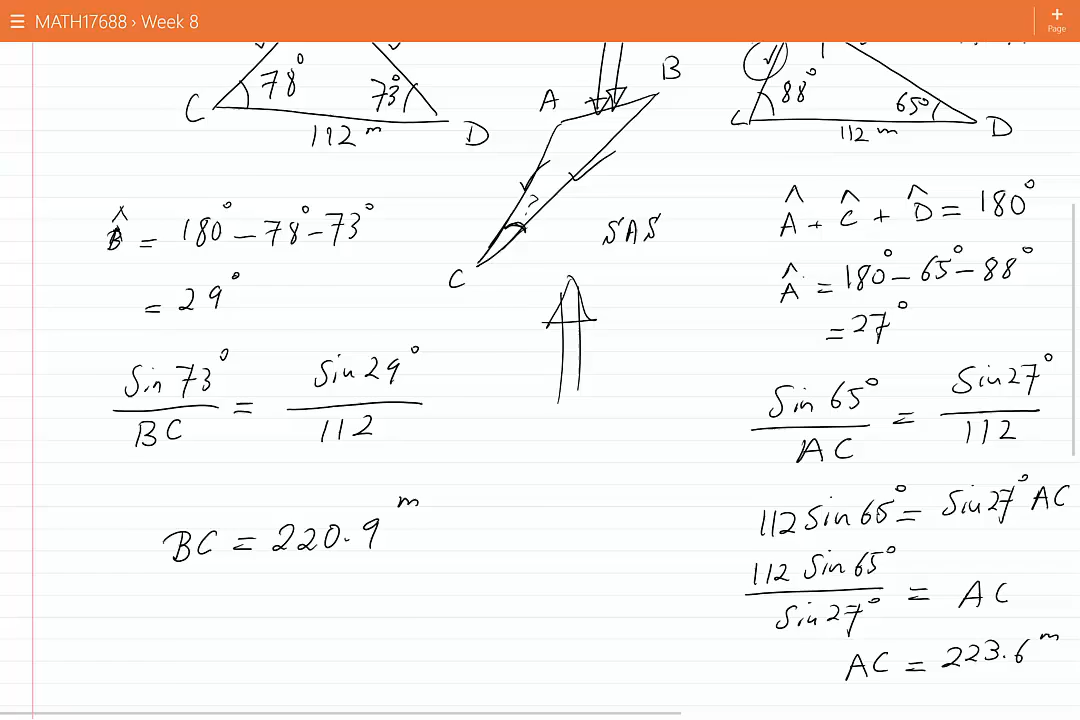 MATH17688 › Week 8
+
Page
C 78° 73° D
112 m
A B
?
C
SAS
88° 65° D
112 m
B̂ = 180° − 78° − 73°
= 29°
Sin 73° / BC = Sin 29° / 112
BC = 220.9 m
Â + Ĉ + D̂ = 180°
Â = 180° − 65° − 88°
= 27°
Sin 65° / AC = Sin 27° / 112
112 Sin 65° = Sin 27° AC
112 Sin 65° / Sin 27° = AC
AC = 223.6 m